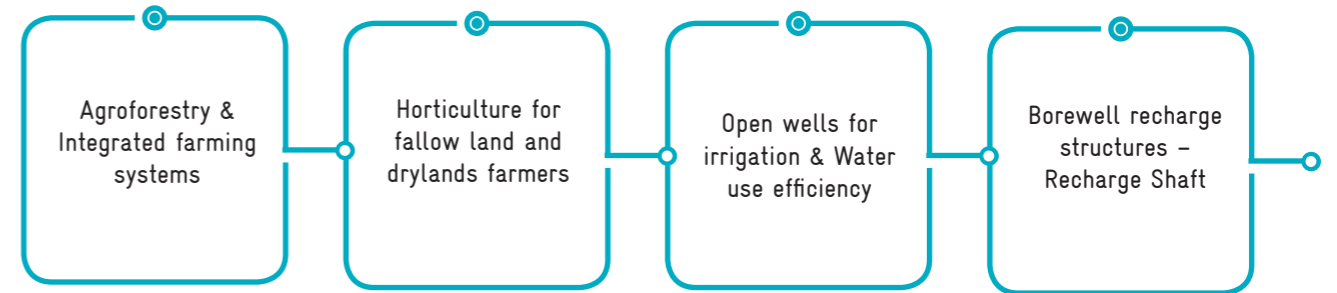 Agroforestry &
Integrated farming
systems
Horticulture for
fallow land and
drylands farmers
Open wells for
irrigation & Water
use efficiency
Borewell recharge
structures –
Recharge Shaft